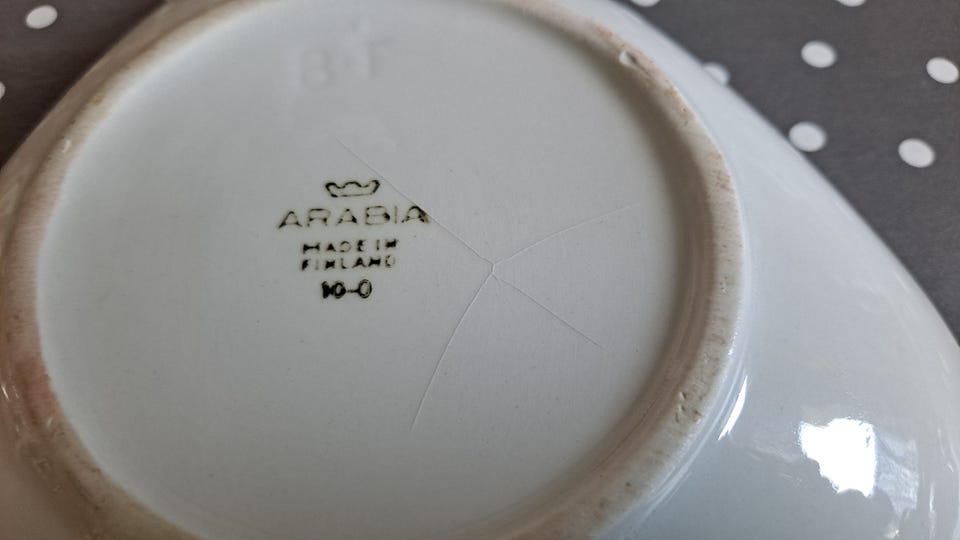 B·T
ARABIA
MADE IN
FINLAND
10-0